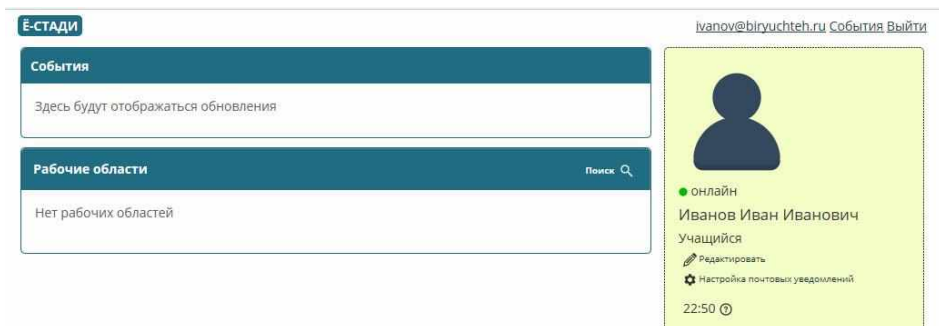 Ё-СТАДИ
ivanov@biryuchteh.ru События Выйти
События
Здесь будут отображаться обновления
Рабочие области
Поиск
Нет рабочих областей
онлайн
Иванов Иван Иванович
Учащийся
Редактировать
Настройка почтовых уведомлений
22:50